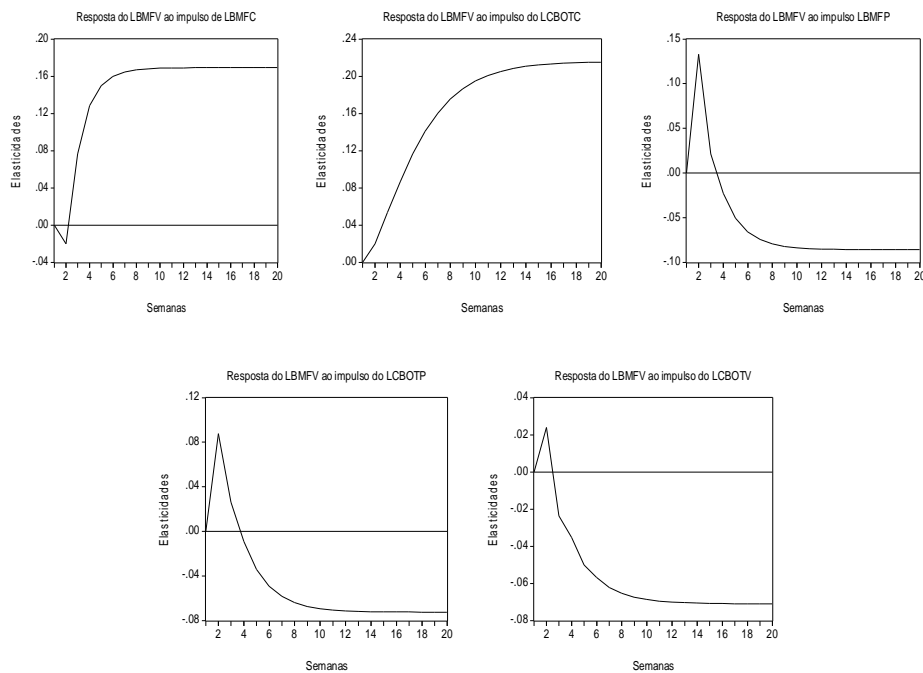 Resposta do LBMFV ao impulso de LBMFC
.20
.16
.12
.08
.04
.00
-.04
Elasticidades
2 4 6 8 10 12 14 16 18 20
Semanas
Resposta do LBMFV ao impulso do LCBOTC
.24
.20
.16
.12
.08
.04
.00
Elasticidades
2 4 6 8 10 12 14 16 18 20
Semanas
Resposta do LBMFV ao impulso do LBMFP
.15
.10
.05
.00
-.05
-.10
Elasticidades
2 4 6 8 10 12 14 16 18 20
Semanas
Resposta do LBMFV ao impulso do LCBOTP
.12
.08
.04
.00
-.04
-.08
Elasticidades
2 4 6 8 10 12 14 16 18 20
Semanas
Resposta do LBMFV ao impulso do LCBOTV
.04
.02
.00
-.02
-.04
-.06
-.08
Elasticidades
2 4 6 8 10 12 14 16 18 20
Semanas